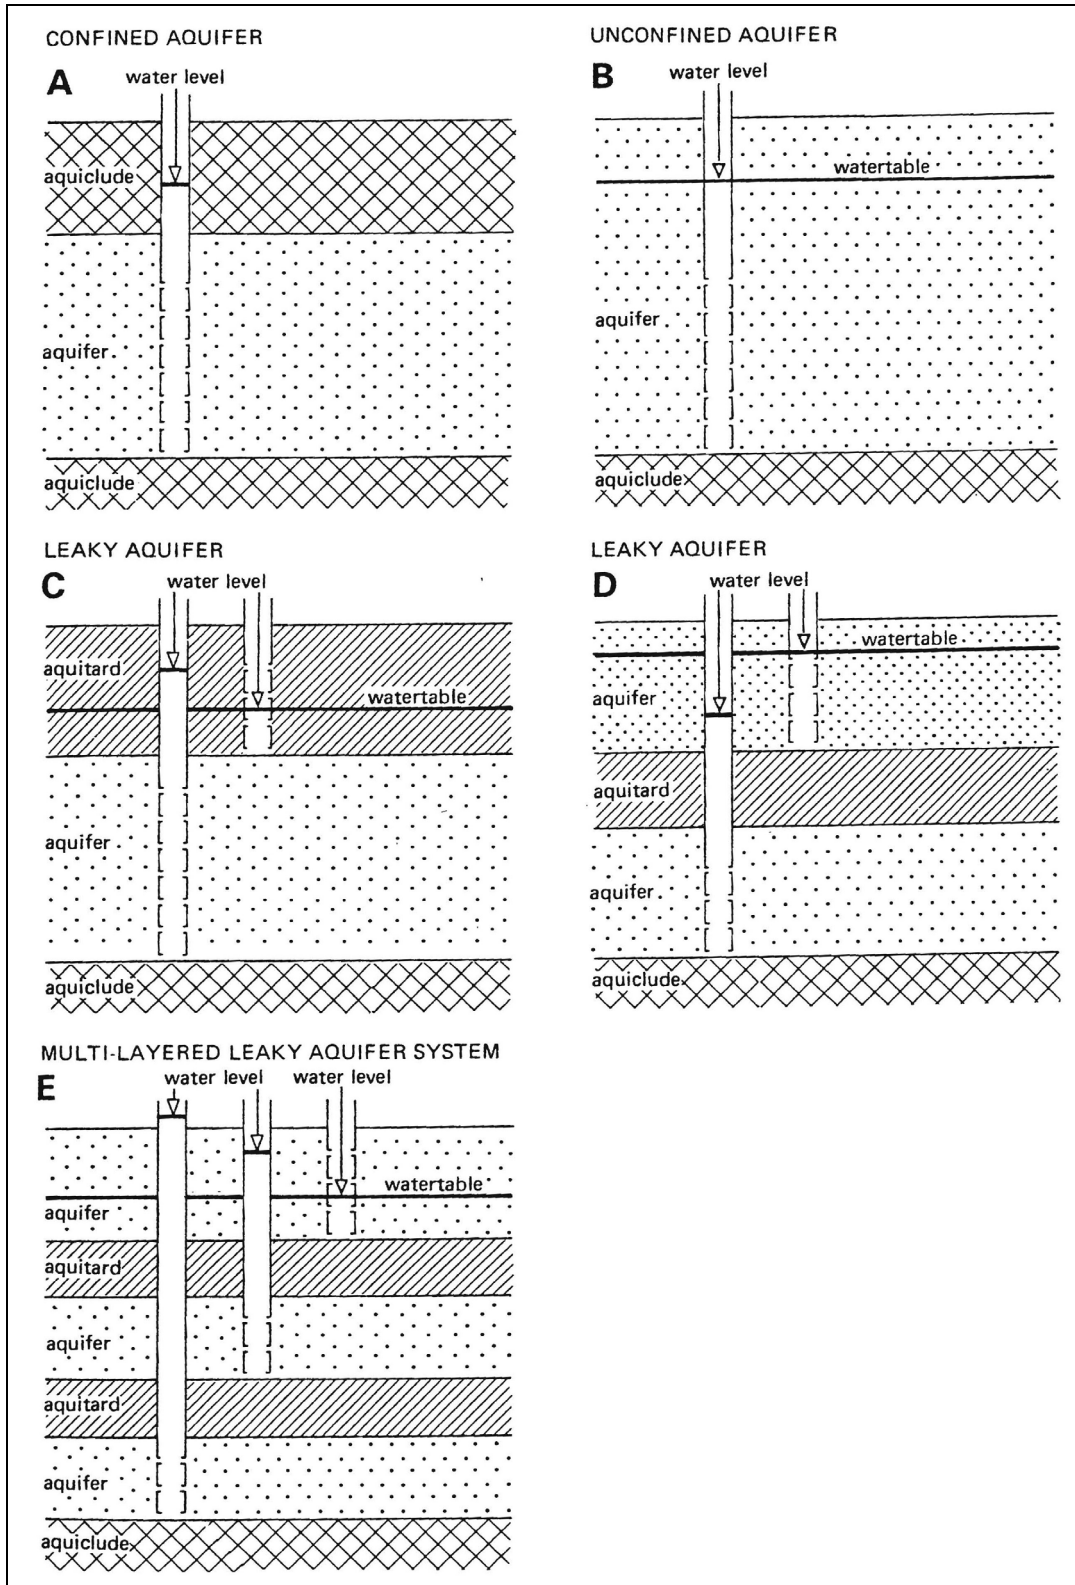 CONFINED AQUIFER
A
water level
aquiclude
aquifer
aquiclude
UNCONFINED AQUIFER
B
water level
watertable
aquifer
aquiclude
LEAKY AQUIFER
C
water level
aquitard
watertable
aquifer
aquiclude
LEAKY AQUIFER
D
water level
watertable
aquifer
aquitard
aquifer
aquiclude
MULTI-LAYERED LEAKY AQUIFER SYSTEM
E
water level water level
watertable
aquifer
aquitard
aquifer
aquitard
aquifer
aquiclude